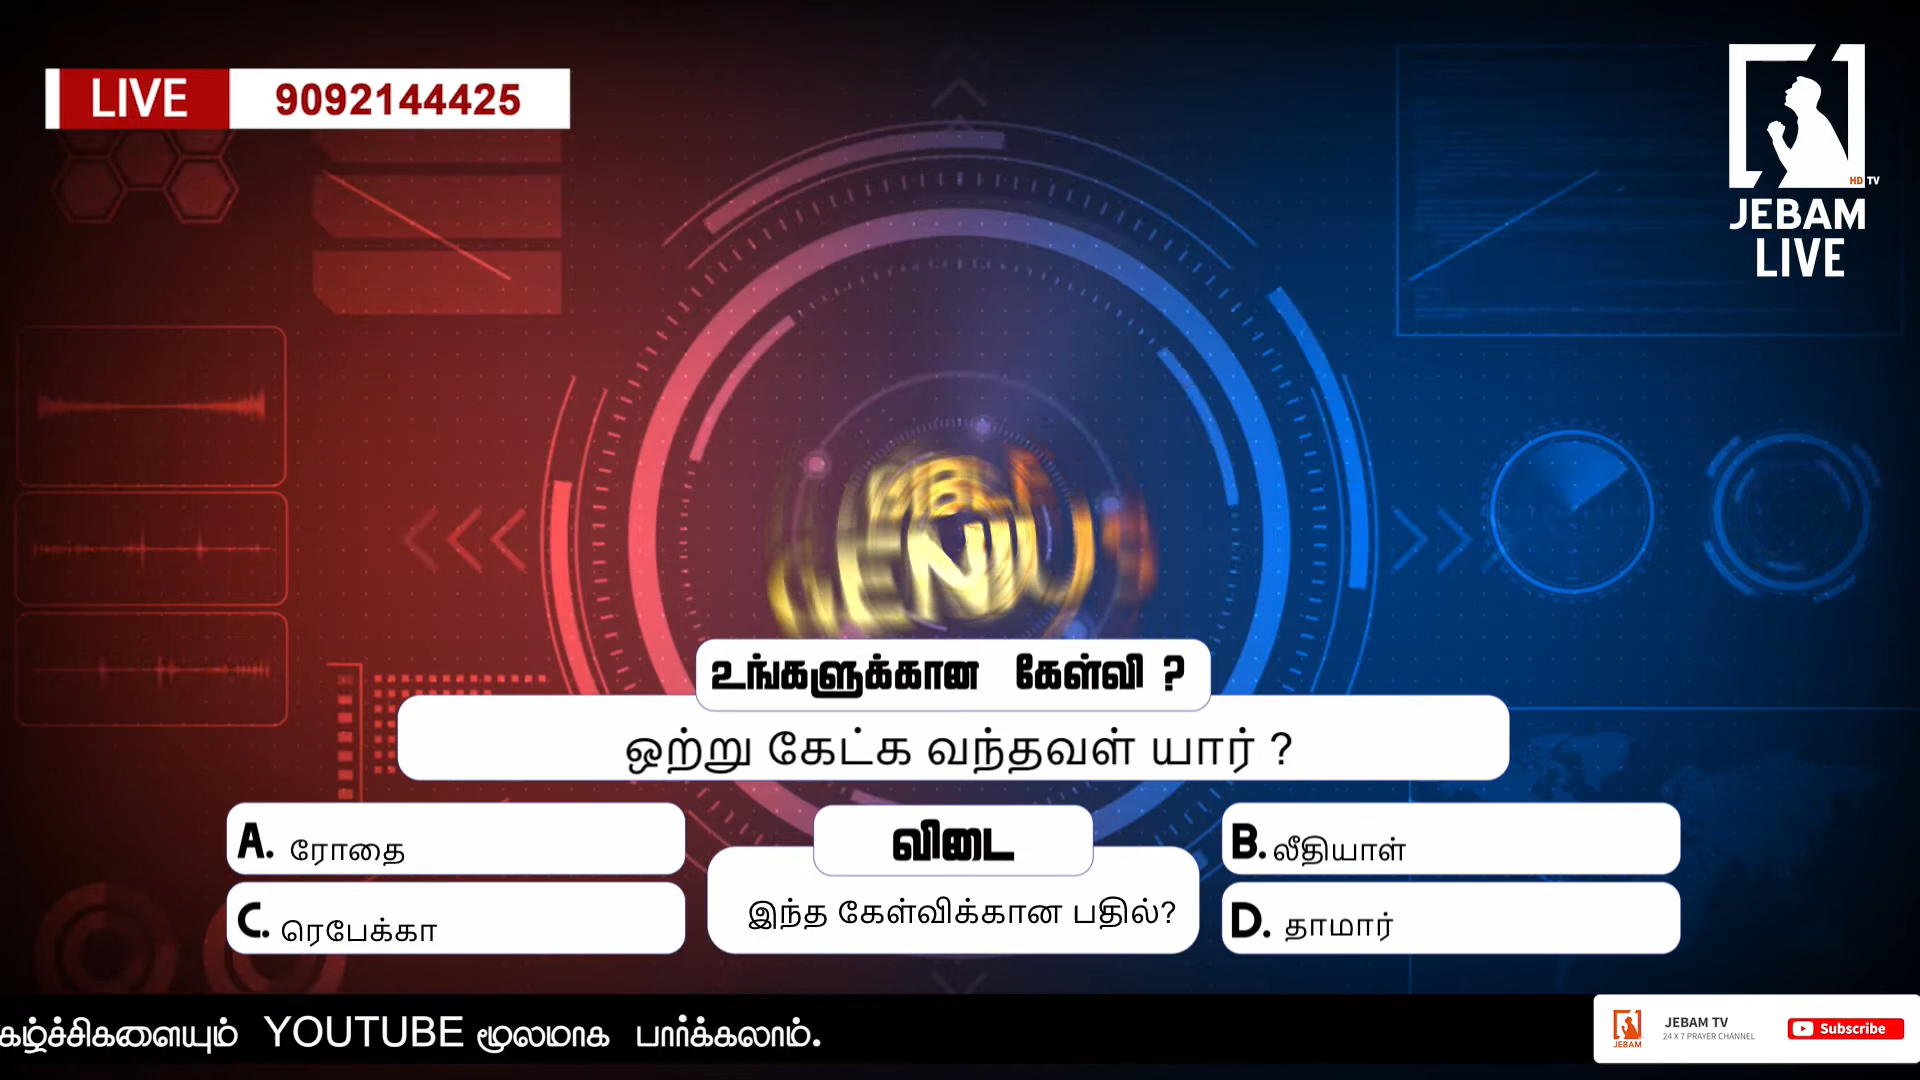 LIVE 9092144425
HD TV
JEBAM
LIVE
உங்களுக்கான கேள்வி ?
ஒற்று கேட்க வந்தவள் யார் ?
A. ரோதை
விடை
B. லீதியாள்
C. ரெபேக்கா
இந்த கேள்விக்கான பதில்?
D. தாமார்
கழ்ச்சிகளையும் YOUTUBE மூலமாக பார்க்கலாம்.
JEBAM
JEBAM TV
24 X 7 PRAYER CHANNEL
Subscribe